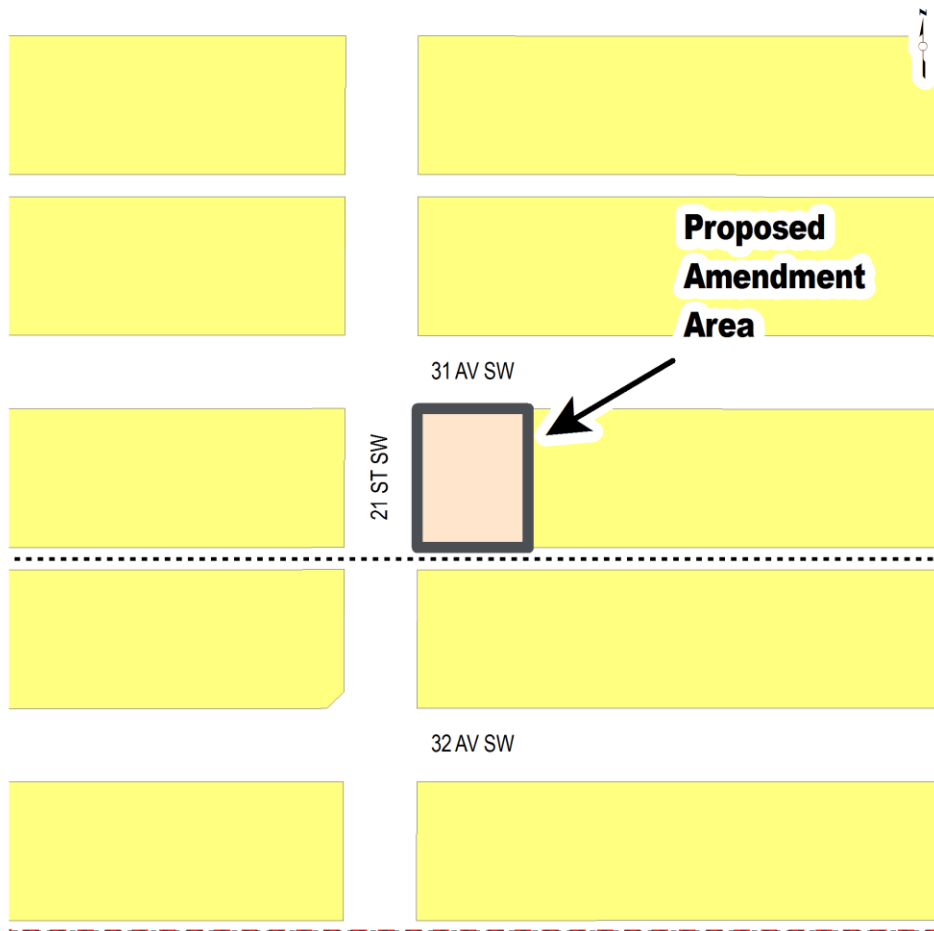 N
Proposed
Amendment
Area
31 AV SW
21 ST SW
32 AV SW